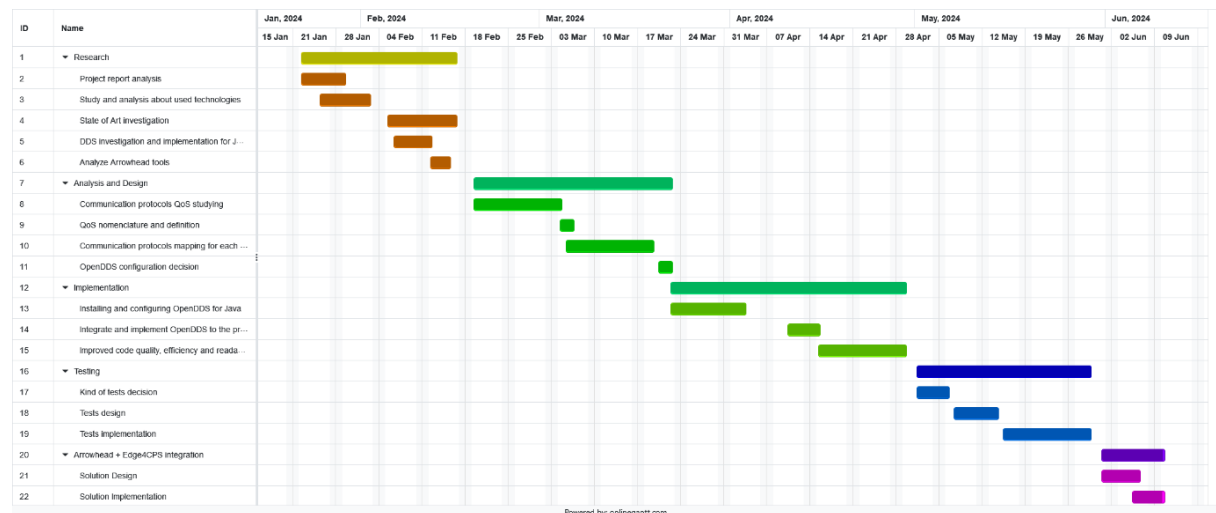 ID Name Jan, 2024 Feb, 2024 Mar, 2024 Apr, 2024 May, 2024 Jun, 2024
15 Jan 21 Jan 28 Jan 04 Feb 11 Feb 18 Feb 25 Feb 03 Mar 10 Mar 17 Mar 24 Mar 31 Mar 07 Apr 14 Apr 21 Apr 28 Apr 05 May 12 May 19 May 26 May 02 Jun 09 Jun
1 Research
2 Project report analysis
3 Study and analysis about used technologies
4 State of Art investigation
5 DDS investigation and implementation for J...
6 Analyze Arrowhead tools
7 Analysis and Design
8 Communication protocols QoS studying
9 QoS nomenclature and definition
10 Communication protocols mapping for each ...
11 OpenDDS configuration decision
12 Implementation
13 Installing and configuring OpenDDS for Java
14 Integrate and implement OpenDDS to the pr...
15 Improved code quality, efficiency and reada...
16 Testing
17 Kind of tests decision
18 Tests design
19 Tests implementation
20 Arrowhead + Edge4CPS integration
21 Solution Design
22 Solution Implementation
Powered by: onlinegantt.com